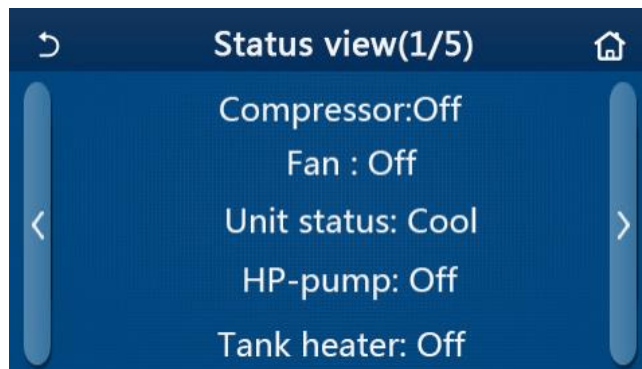 Status view(1/5)
Compressor:Off
Fan : Off
Unit status: Cool
HP-pump: Off
Tank heater: Off